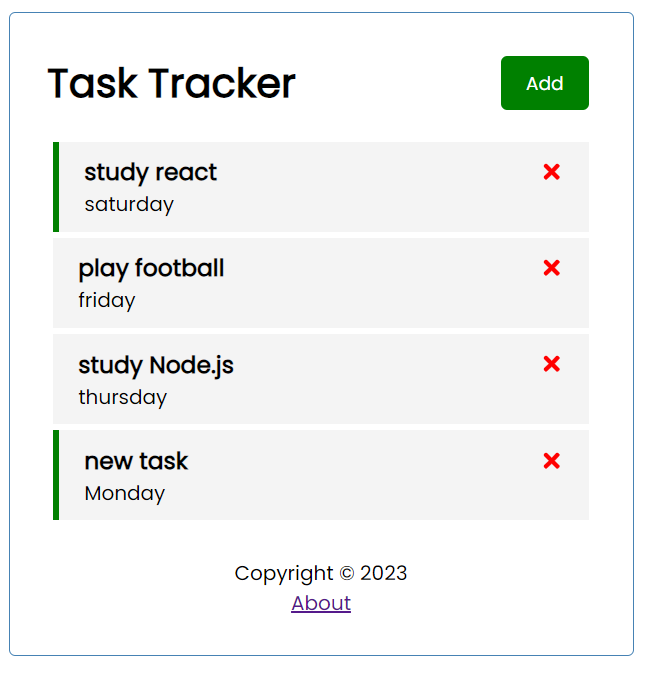 Task Tracker
Add
study react
saturday
play football
friday
study Node.js
thursday
new task
Monday
Copyright © 2023
About